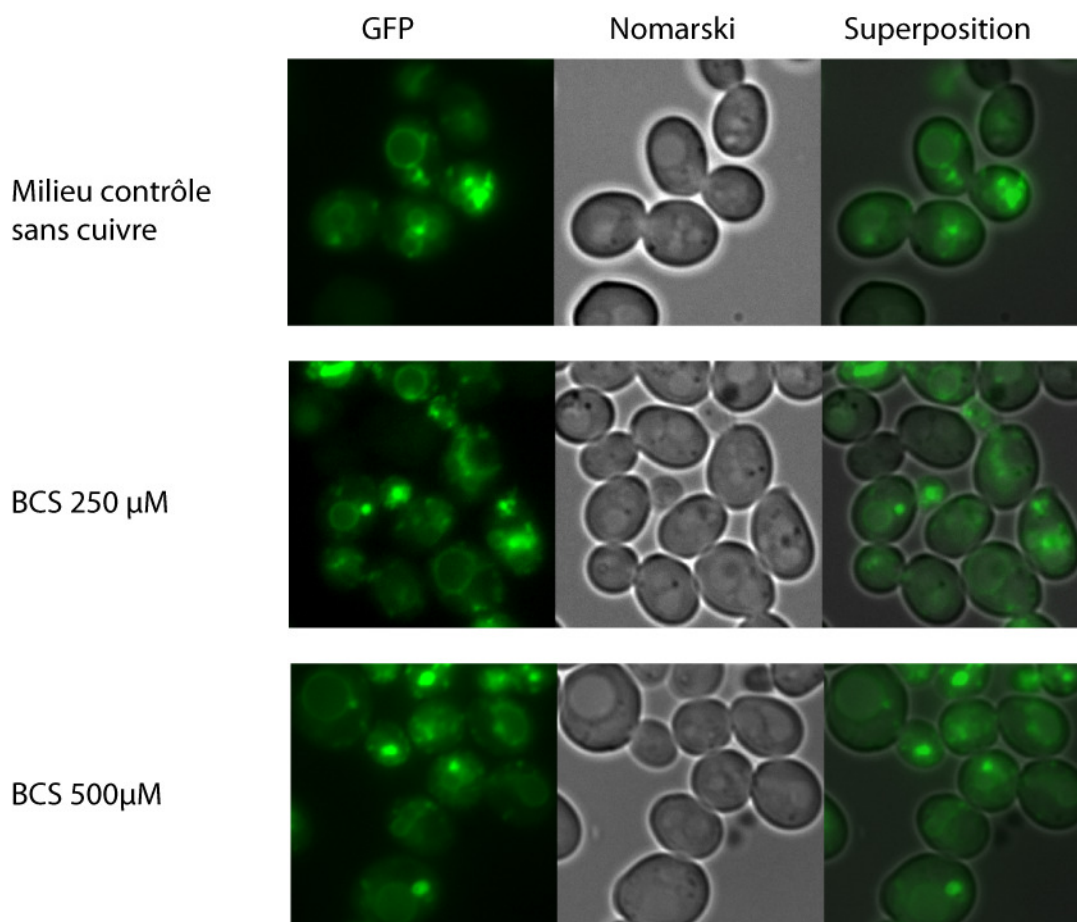 GFP
Nomarski
Superposition
Milieu contrôle
sans cuivre
BCS 250 µM
BCS 500µM